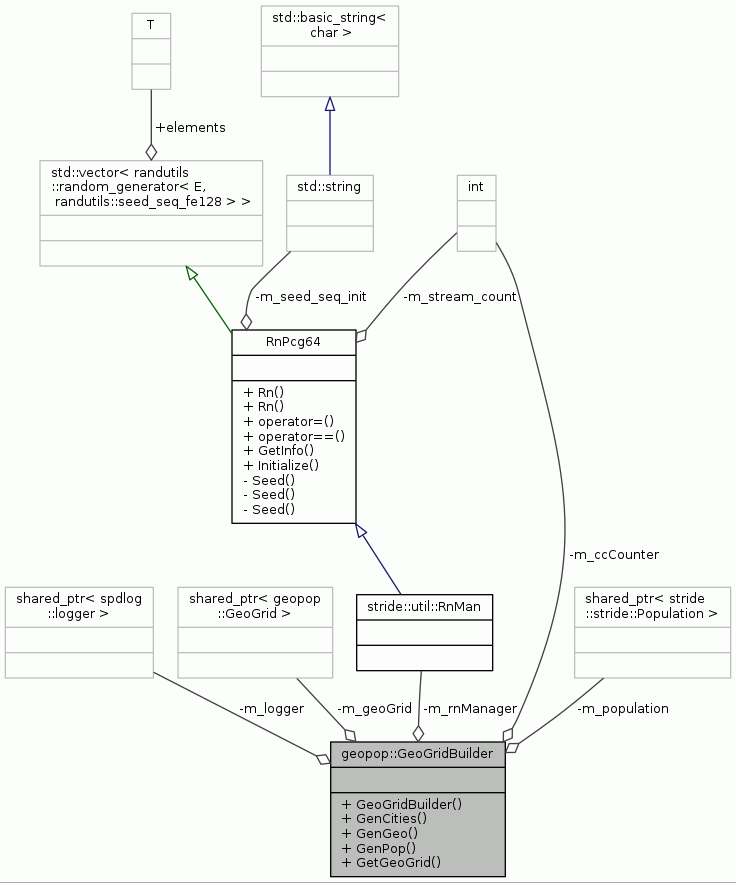 std::basic_string<
char >
T
+elements
std::vector< randutils
::random_generator< E,
randutils::seed_seq_fe128 > >
std::string
int
-m_seed_seq_init
-m_stream_count
RnPcg64
+ Rn()
+ Rn()
+ operator=()
+ operator==()
+ GetInfo()
+ Initialize()
- Seed()
- Seed()
- Seed()
-m_ccCounter
shared_ptr< spdlog
::logger >
shared_ptr< geopop
::GeoGrid >
stride::util::RnMan
shared_ptr< stride
::stride::Population >
-m_logger
-m_geoGrid
-m_rnManager
-m_population
geopop::GeoGridBuilder
+ GeoGridBuilder()
+ GenCities()
+ GenGeo()
+ GenPop()
+ GetGeoGrid()